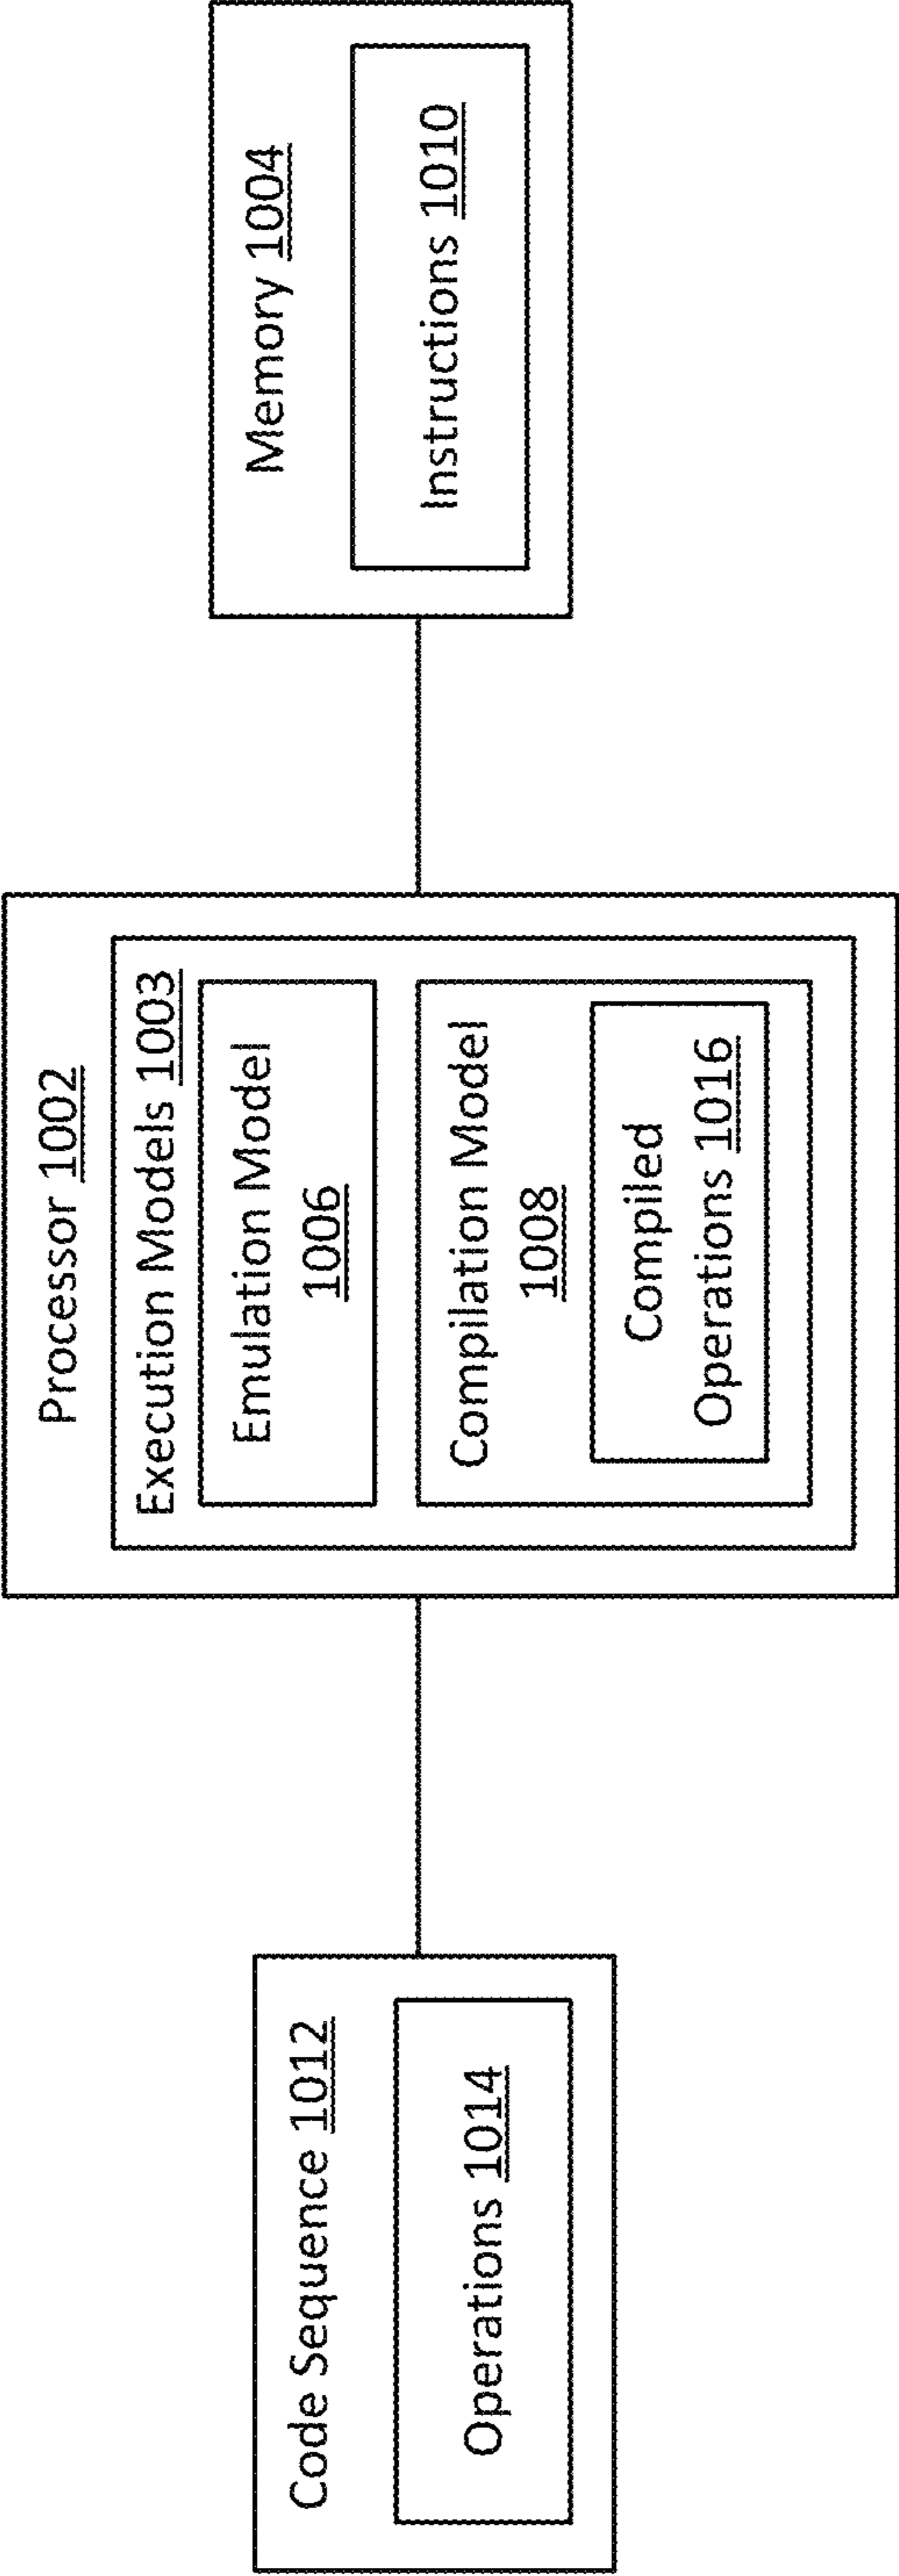 Code Sequence 1012
Operations 1014
Processor 1002
Execution Models 1003
Emulation Model
1006
Compilation Model
1008
Compiled
Operations 1016
Memory 1004
Instructions 1010